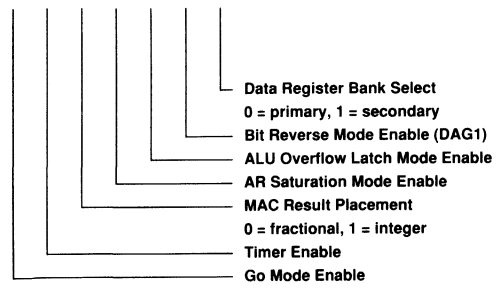 Data Register Bank Select
0 = primary, 1 = secondary
Bit Reverse Mode Enable (DAG1)
ALU Overflow Latch Mode Enable
AR Saturation Mode Enable
MAC Result Placement
0 = fractional, 1 = integer
Timer Enable
Go Mode Enable